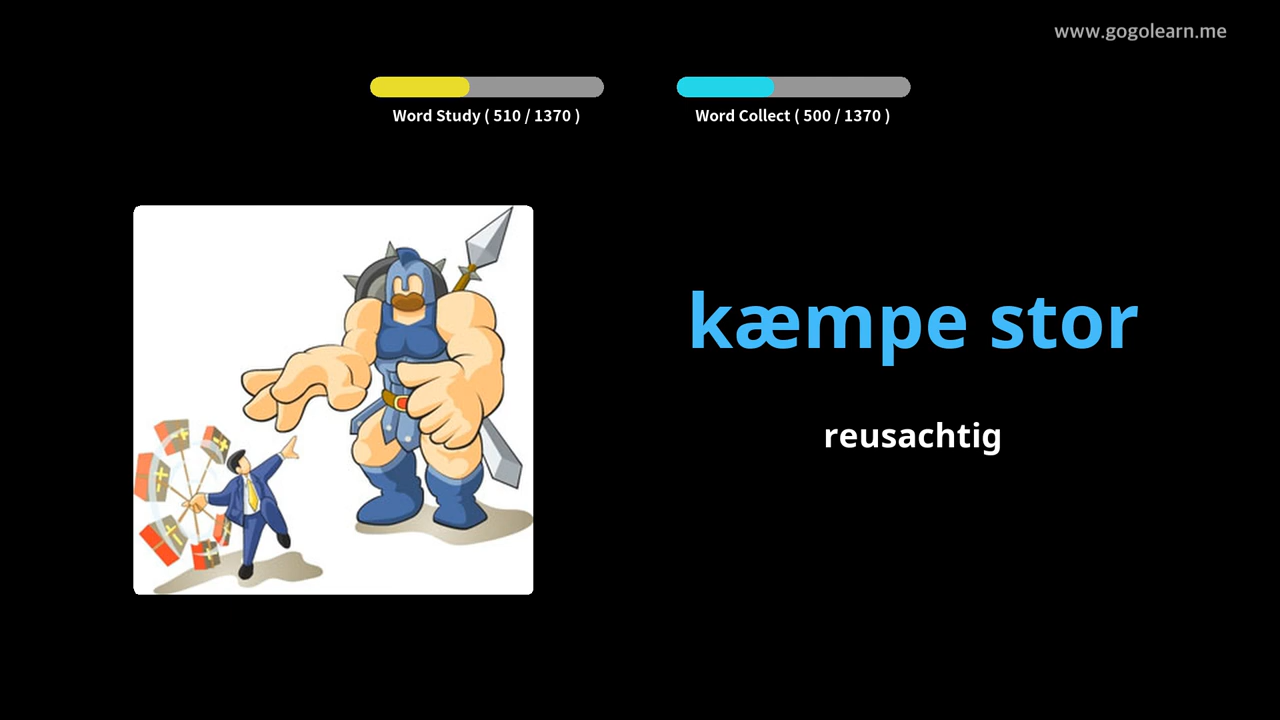 www.gogolearn.me
Word Study ( 510 / 1370 )
Word Collect ( 500 / 1370 )
kæmpe stor
reusachtig